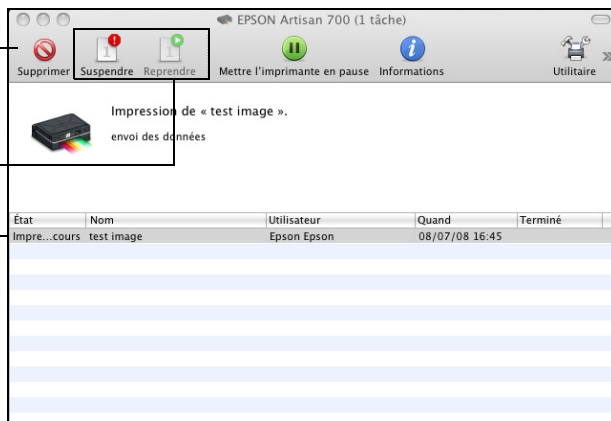 EPSON Artisan 700 (1 tâche)
Supprimer Suspendre Reprendre Mettre l'imprimante en pause Informations Utilitaire
Impression de « test image ».
envoi des données
État Nom Utilisateur Quand Terminé
Impre...cours test image Epson Epson 08/07/08 16:45